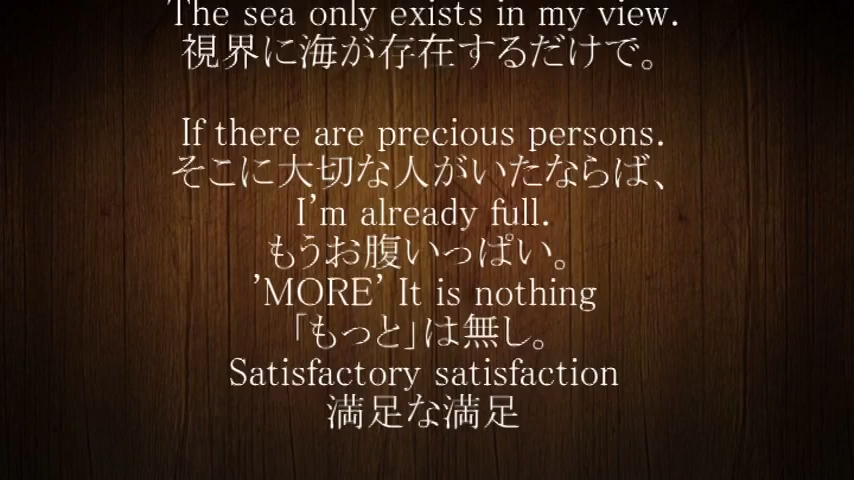 The sea only exists in my view.
視界に海が存在するだけで。
If there are precious persons.
そこに大切な人がいたならば、
I'm already full.
もうお腹いっぱい。
'MORE' It is nothing
「もっと」は無し。
Satisfactory satisfaction
満足な満足